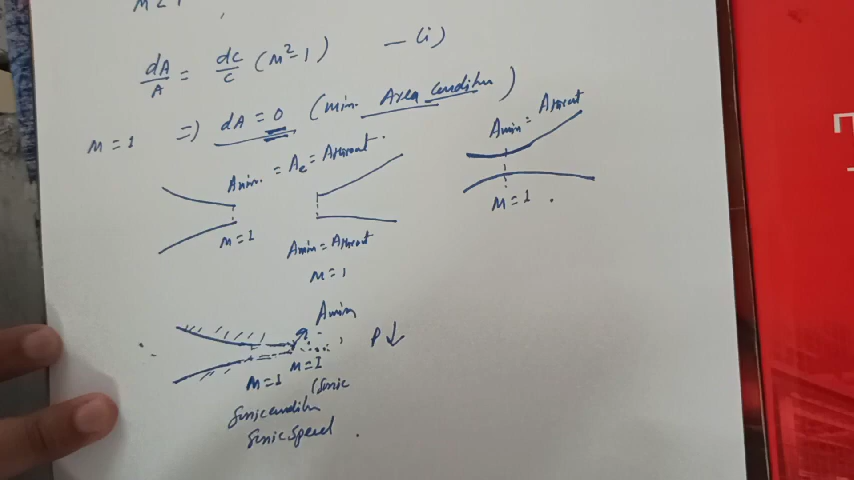 M < 1
dA/A = dc/c (M²-1) — (i)
M = 1 => dA = 0 (Min. Area condition)
Amin. = Ae = Athroat.
M = 1
Amin = Athroat
M = 1
Amin = Athroat
M = 1 .
Amin
P ↓
M = 1 M = 1
(Sonic
Sonic condition
Sonic Speed .